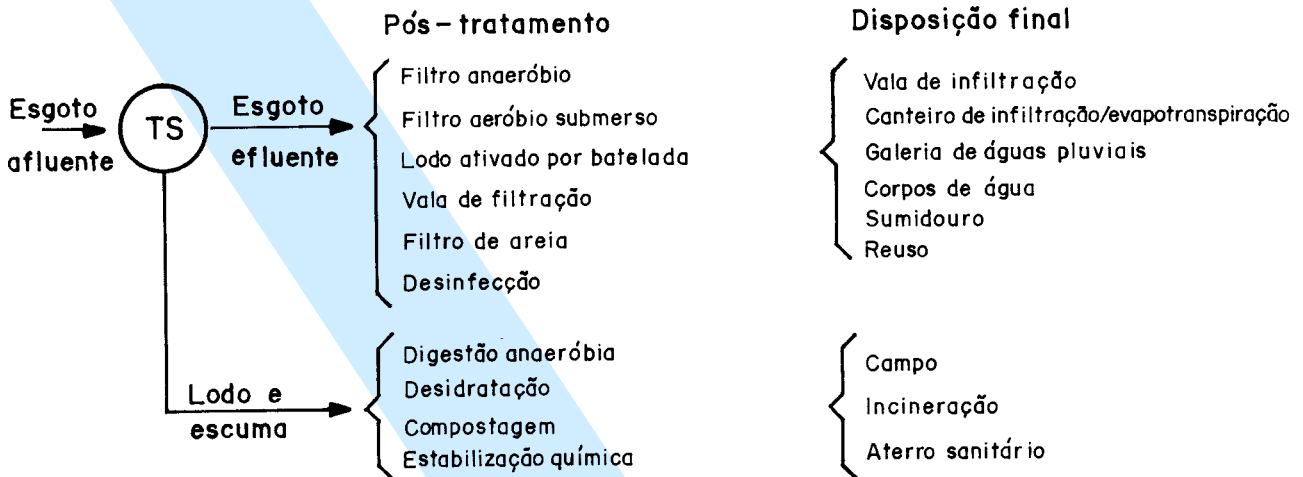 Pós-tratamento
Disposição final
Esgoto
afluente
TS
Esgoto
efluente
Filtro anaeróbio
Filtro aeróbio submerso
Lodo ativado por batelada
Vala de filtração
Filtro de areia
Desinfecção
Vala de infiltração
Canteiro de infiltração/evapotranspiração
Galeria de águas pluviais
Corpos de água
Sumidouro
Reuso
Lodo e
escuma
Digestão anaeróbia
Desidratação
Compostagem
Estabilização química
Campo
Incineração
Aterro sanitário